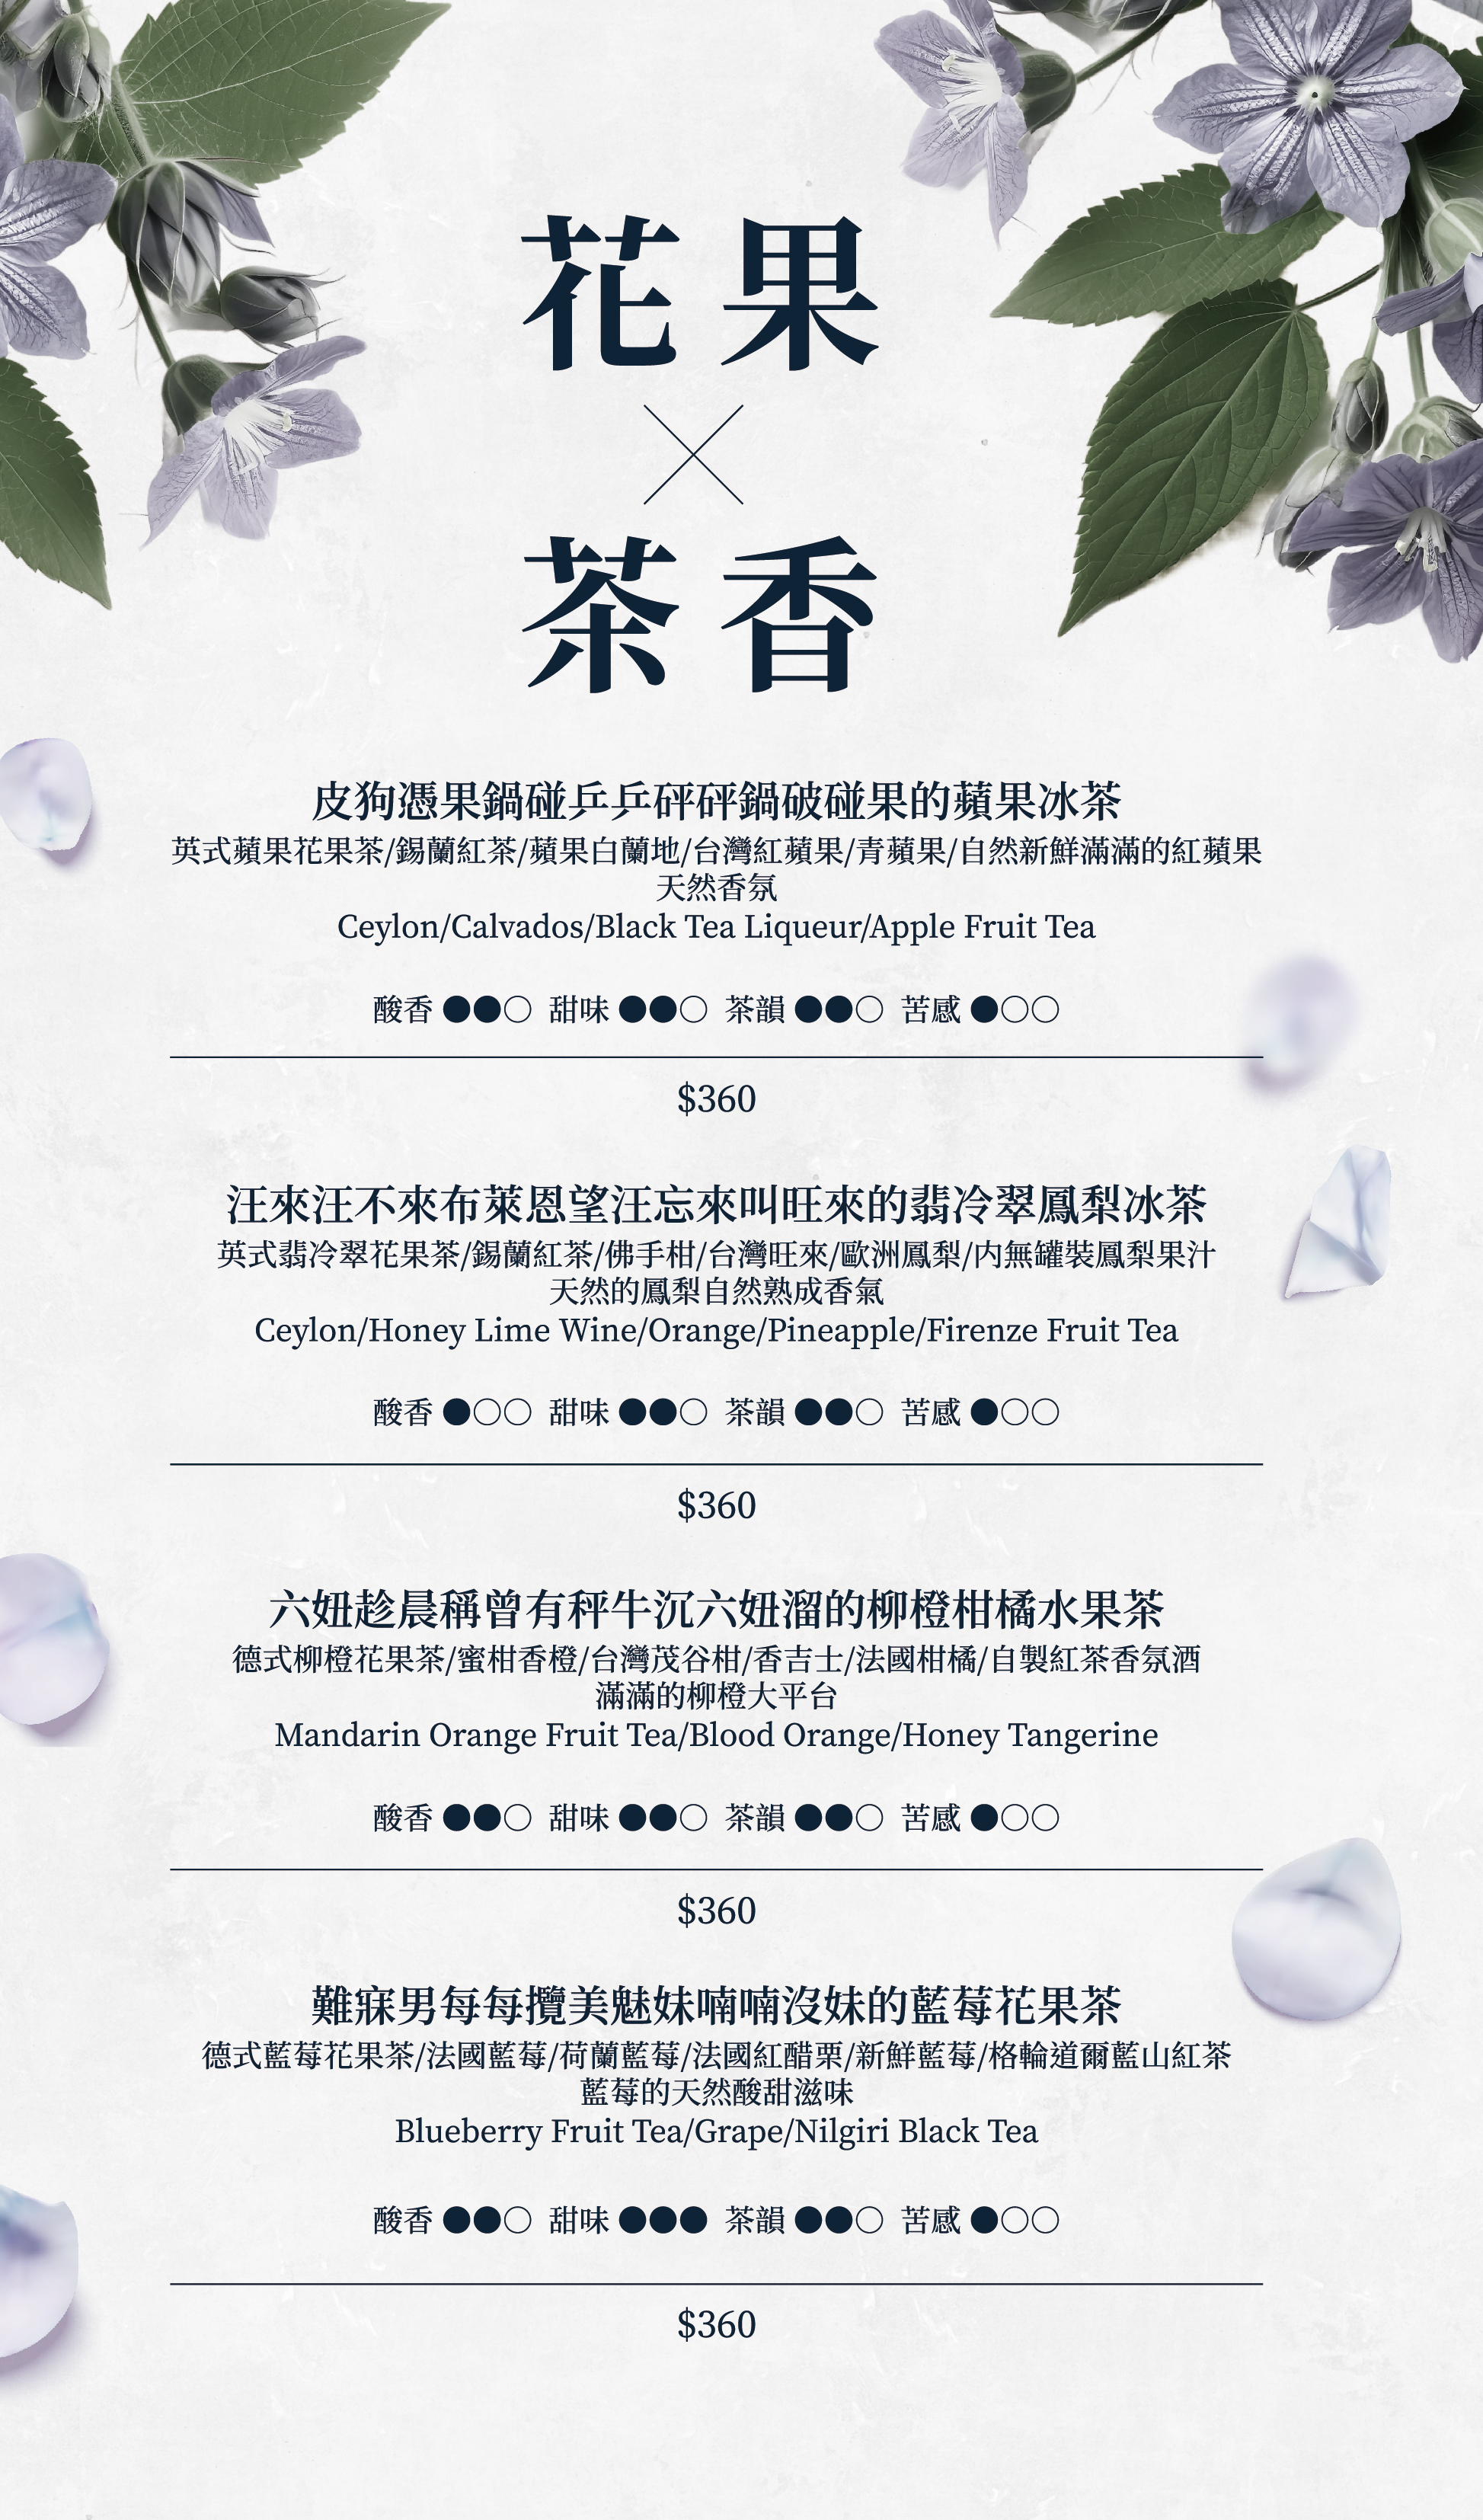 花果
×
茶香
皮狗憑果鍋碰乒乒砰砰鍋破碰果的蘋果冰茶
英式蘋果花果茶/錫蘭紅茶/蘋果白蘭地/台灣紅蘋果/青蘋果/自然新鮮滿滿的紅蘋果
天然香氛
Ceylon/Calvados/Black Tea Liqueur/Apple Fruit Tea
酸香 ●●○ 甜味 ●●○ 茶韻 ●●○ 苦感 ●○○
$360
汪來汪不來布萊恩望汪忘來叫旺來的翡冷翠鳳梨冰茶
英式翡冷翠花果茶/錫蘭紅茶/佛手柑/台灣旺來/歐洲鳳梨/內無罐裝鳳梨果汁
天然的鳳梨自然熟成香氣
Ceylon/Honey Lime Wine/Orange/Pineapple/Firenze Fruit Tea
酸香 ●○○ 甜味 ●●○ 茶韻 ●●○ 苦感 ●○○
$360
六妞趁晨稱曾有秤牛沉六妞溜的柳橙柑橘水果茶
德式柳橙花果茶/蜜柑香橙/台灣茂谷柑/香吉士/法國柑橘/自製紅茶香氛酒
滿滿的柳橙大平台
Mandarin Orange Fruit Tea/Blood Orange/Honey Tangerine
酸香 ●●○ 甜味 ●●○ 茶韻 ●●○ 苦感 ●○○
$360
難寐男每每攬美魅妹喃喃沒妹的藍莓花果茶
德式藍莓花果茶/法國藍莓/荷蘭藍莓/法國紅醋栗/新鮮藍莓/格輪道爾藍山紅茶
藍莓的天然酸甜滋味
Blueberry Fruit Tea/Grape/Nilgiri Black Tea
酸香 ●●○ 甜味 ●●● 茶韻 ●●○ 苦感 ●○○
$360